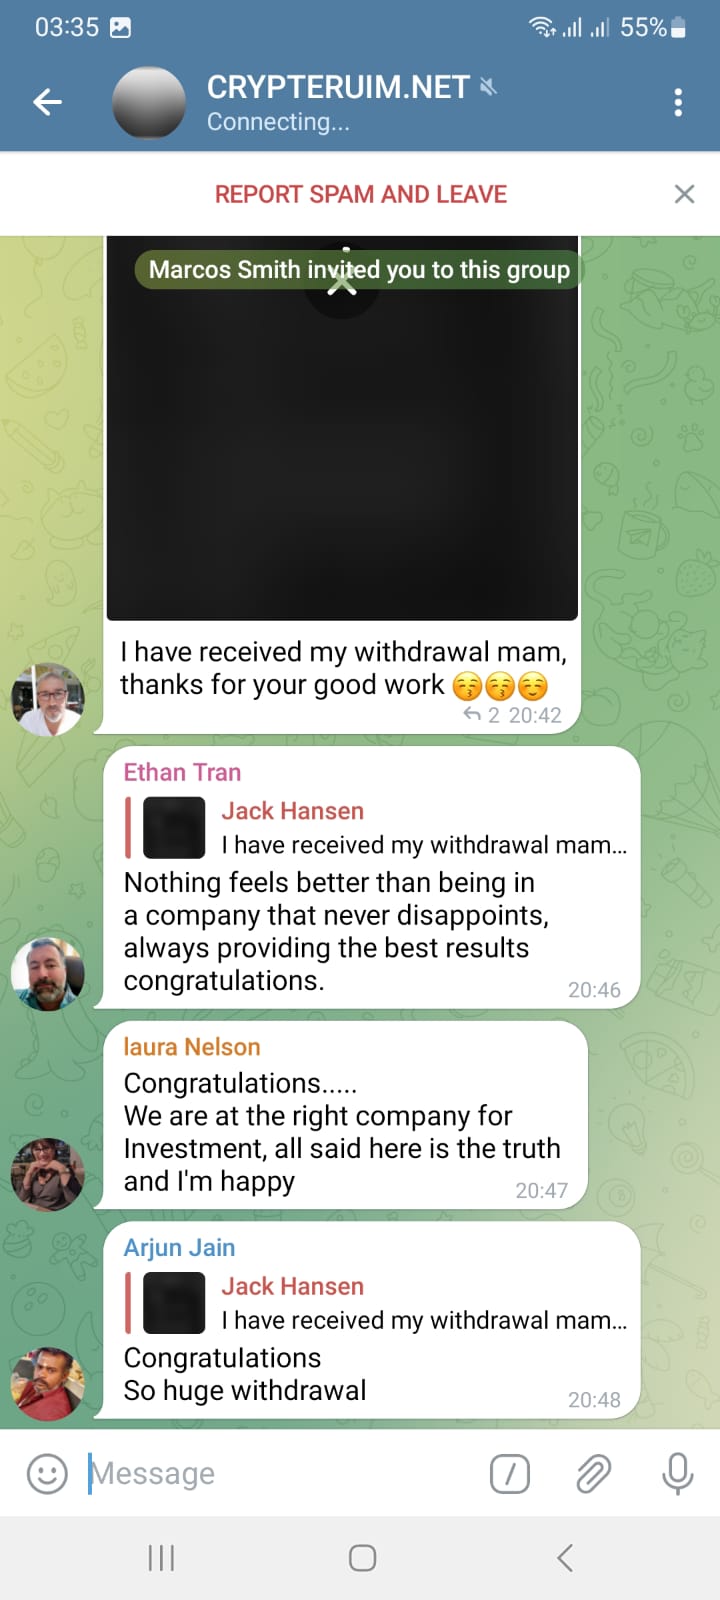 03:35
55%
CRYPTERUIM.NET
Connecting...
REPORT SPAM AND LEAVE
Marcos Smith invited you to this group
I have received my withdrawal mam,
thanks for your good work 😚😚☺️
2 20:42
Ethan Tran
Jack Hansen
I have received my withdrawal mam...
Nothing feels better than being in
a company that never disappoints,
always providing the best results
congratulations.
20:46
laura Nelson
Congratulations.....
We are at the right company for
Investment, all said here is the truth
and I'm happy
20:47
Arjun Jain
Jack Hansen
I have received my withdrawal mam...
Congratulations
So huge withdrawal
20:48
Message